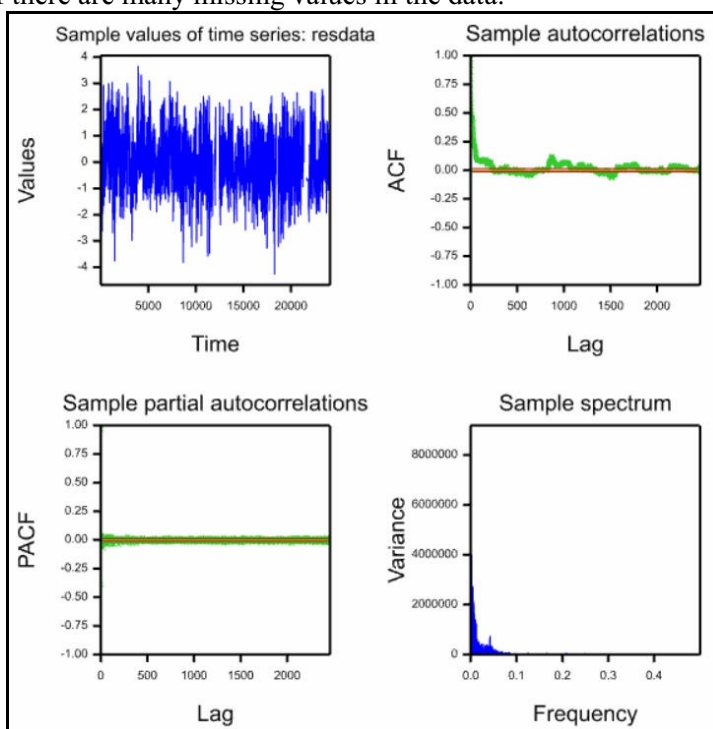 if there are many missing values in the data.
Sample values of time series: resdata
4
3
2
1
0
-1
-2
-3
-4
Values
5000 10000 15000 20000
Time
Sample autocorrelations
1.00
0.75
0.50
0.25
0.00
-0.25
-0.50
-0.75
-1.00
ACF
0 500 1000 1500 2000
Lag
Sample partial autocorrelations
1.00
0.75
0.50
0.25
0.00
-0.25
-0.50
-0.75
-1.00
PACF
0 500 1000 1500 2000
Lag
Sample spectrum
8000000
6000000
4000000
2000000
0
Variance
0.0 0.1 0.2 0.3 0.4
Frequency